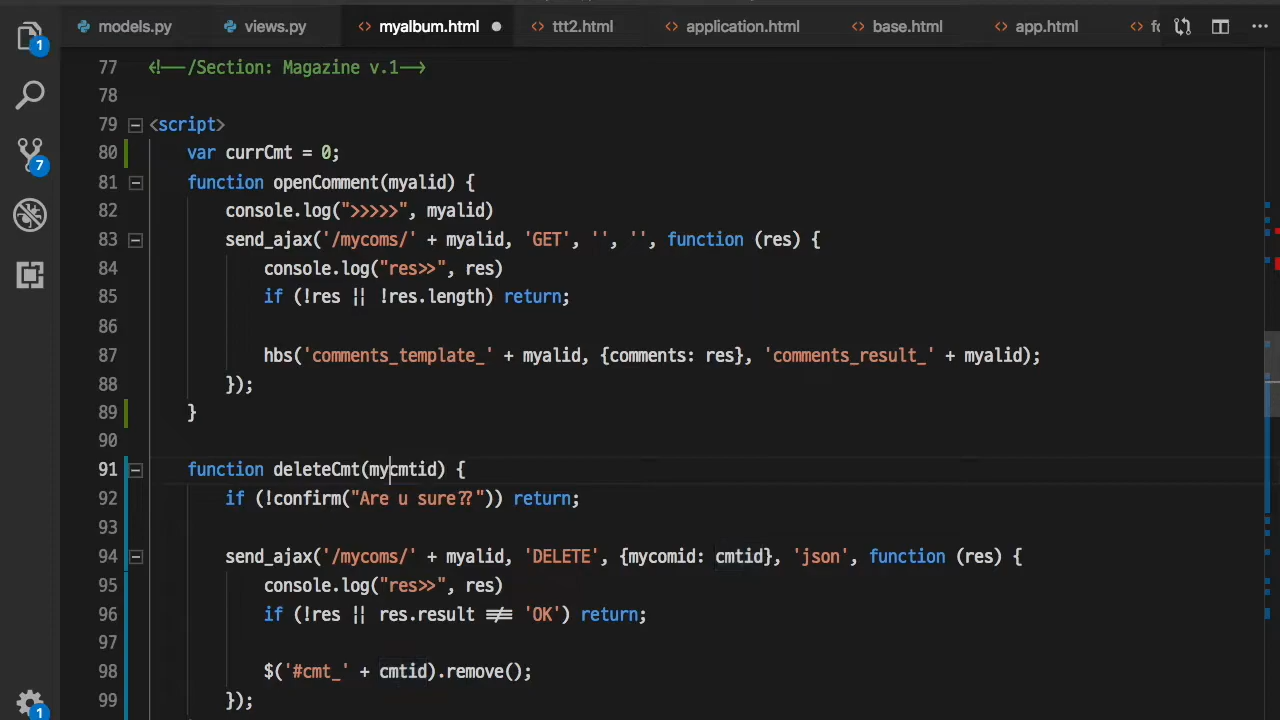 models.py views.py myalbum.html ttt2.html application.html base.html app.html
1
7
1
77 <!--/Section: Magazine v.1-->
78
79 <script>
80 var currCmt = 0;
81 function openComment(myalid) {
82 console.log(">>>>>", myalid)
83 send_ajax('/mycoms/' + myalid, 'GET', '', '', function (res) {
84 console.log("res>>", res)
85 if (!res || !res.length) return;
86
87 hbs('comments_template_' + myalid, {comments: res}, 'comments_result_' + myalid);
88 });
89 }
90
91 function deleteCmt(mycmtid) {
92 if (!confirm("Are u sure??")) return;
93
94 send_ajax('/mycoms/' + myalid, 'DELETE', {mycomid: cmtid}, 'json', function (res) {
95 console.log("res>>", res)
96 if (!res || res.result !== 'OK') return;
97
98 $('#cmt_' + cmtid).remove();
99 });